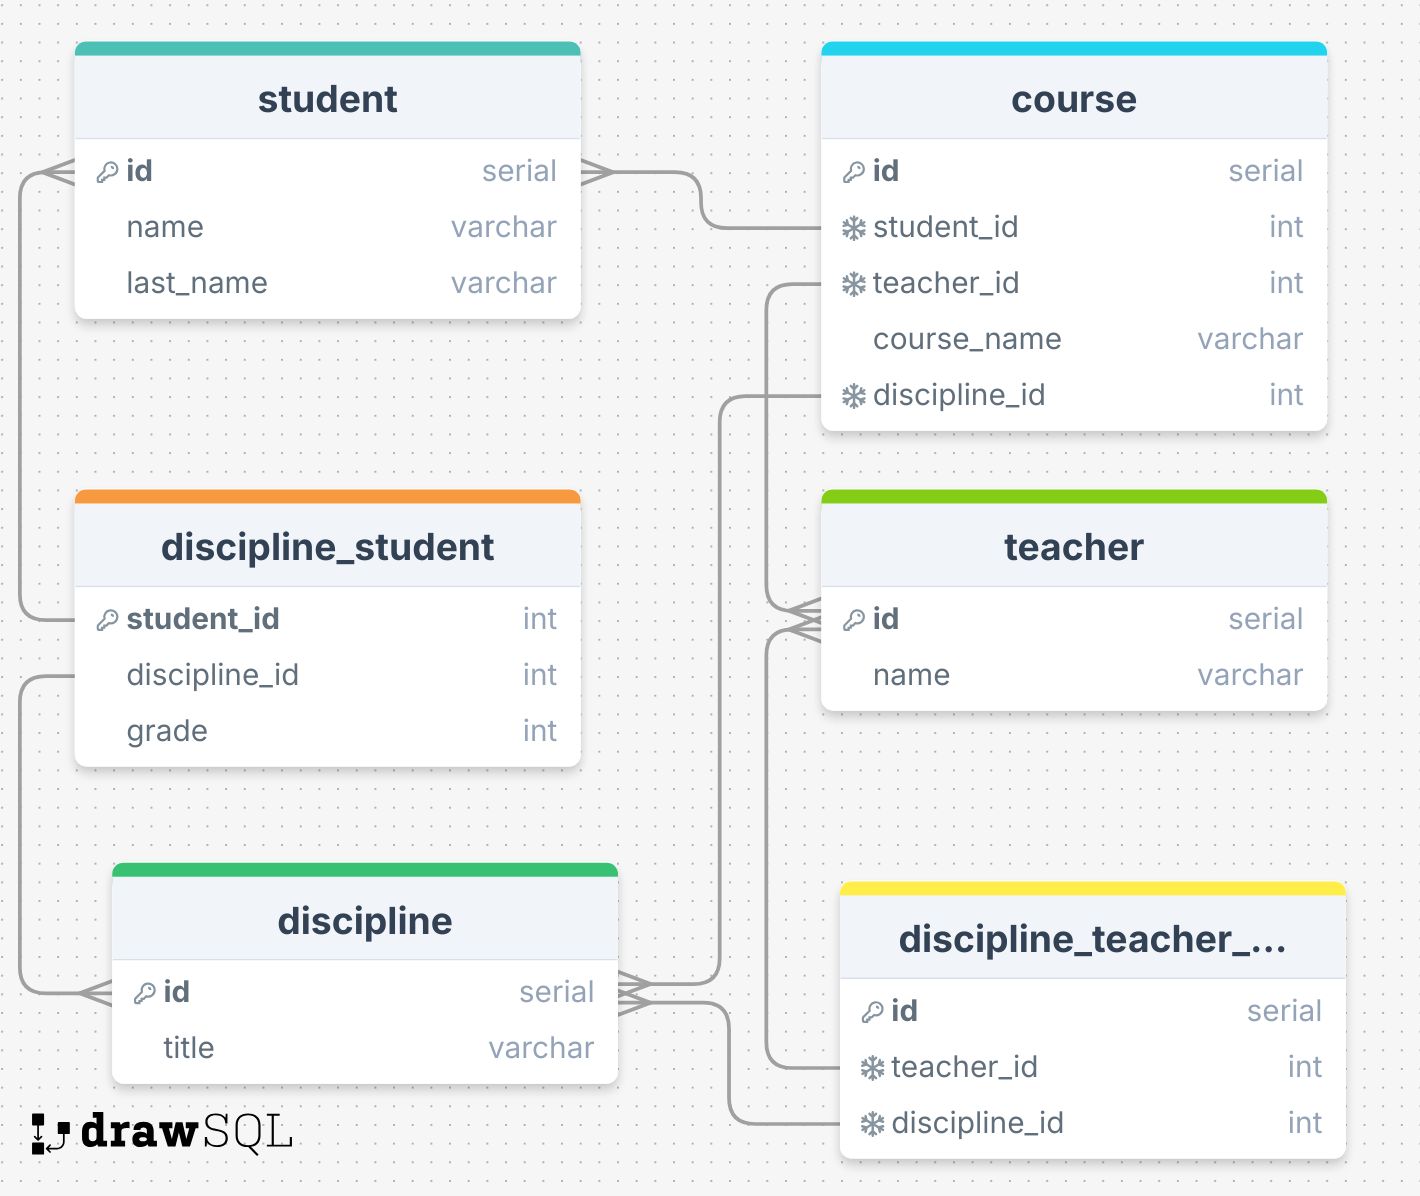 student
id serial
name varchar
last_name varchar
course
id serial
student_id int
teacher_id int
course_name varchar
discipline_id int
discipline_student
student_id int
discipline_id int
grade int
teacher
id serial
name varchar
discipline
id serial
title varchar
discipline_teacher_...
id serial
teacher_id int
discipline_id int
drawSQL